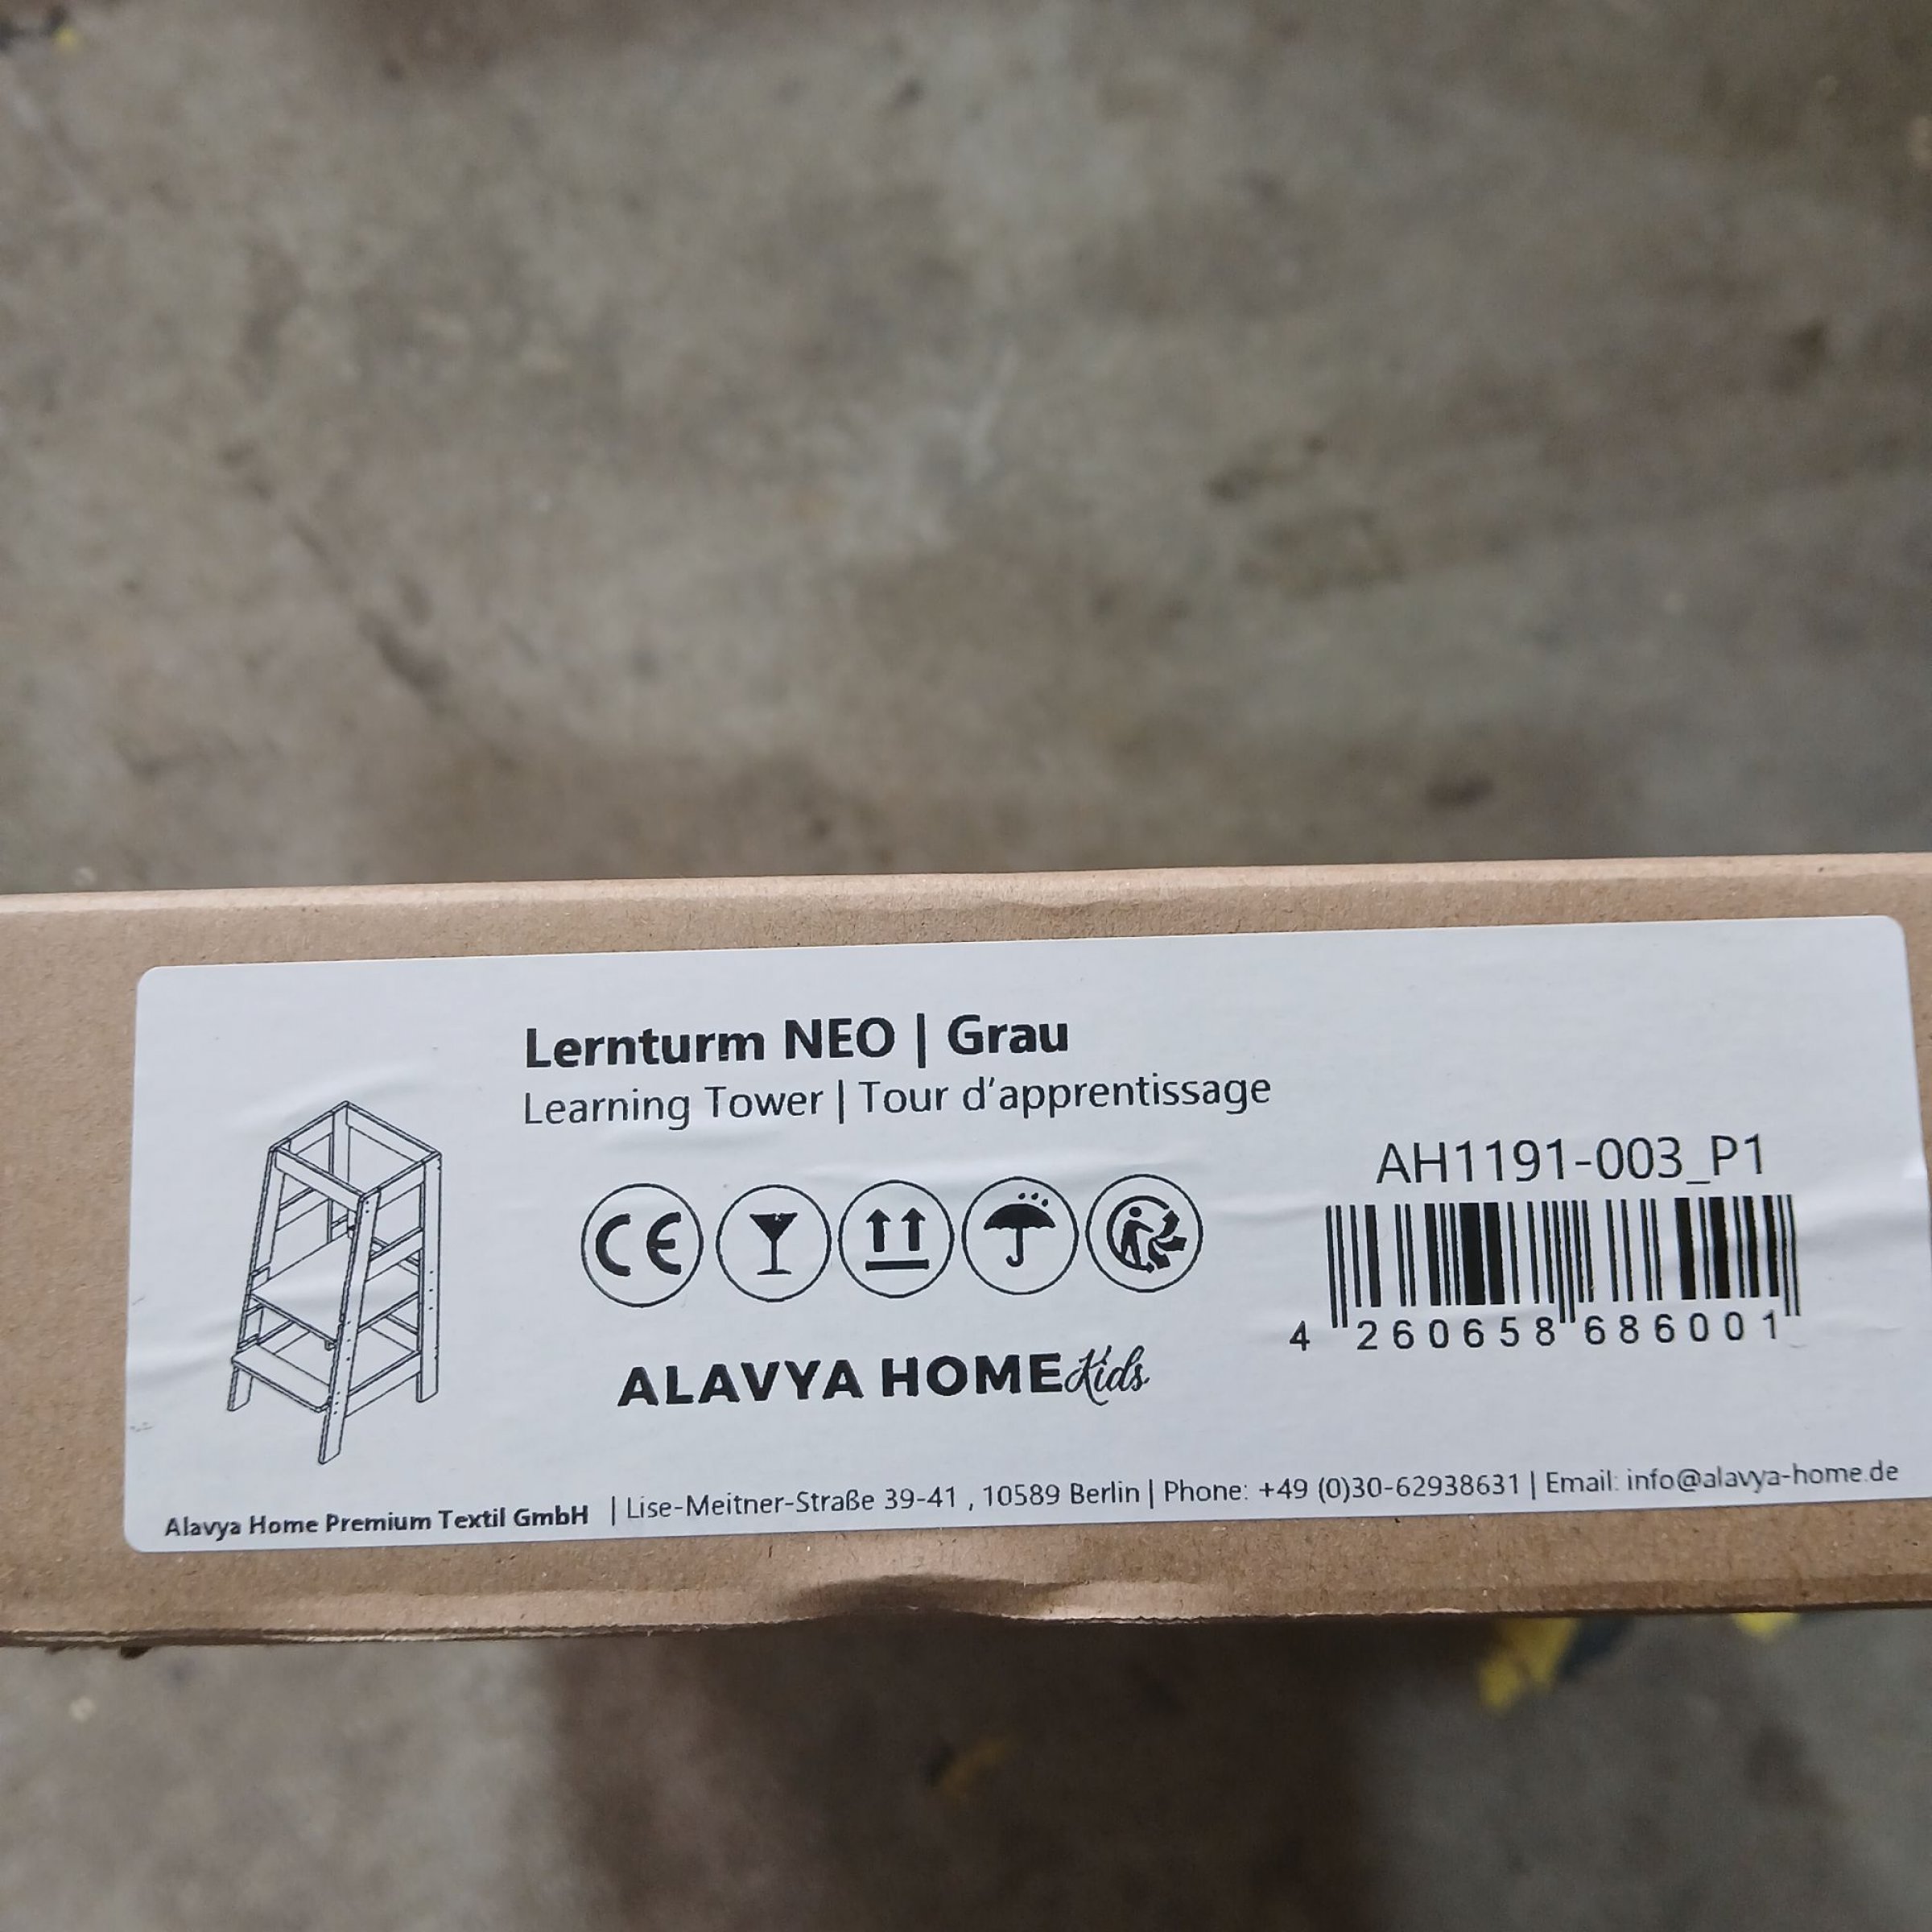 Lernturm NEO | Grau
Learning Tower | Tour d'apprentissage
AH1191-003_P1
CE
4 260658 686001
ALAVYA HOME Kids
Alavya Home Premium Textil GmbH | Lise-Meitner-Straße 39-41 , 10589 Berlin | Phone: +49 (0)30-62938631 | Email: info@alavya-home.de